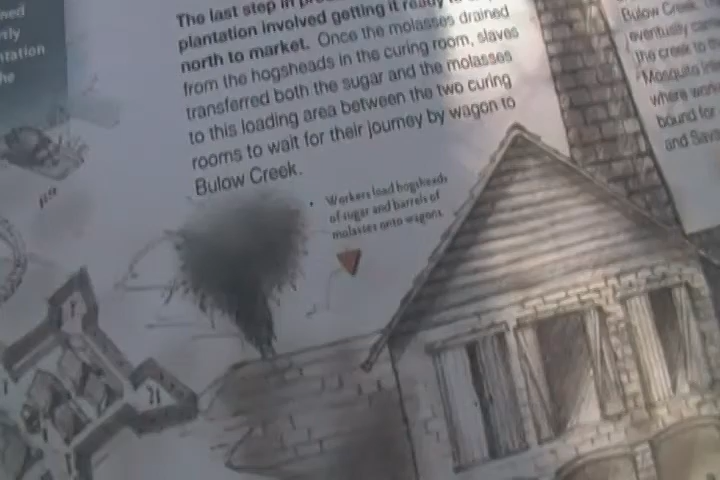 ned
ntation
The last step in
plantation involved getting it ready to
north to market. Once the molasses drained
from the hogsheads in the curing room, slaves
transferred both the sugar and the molasses
to this loading area between the two curing
rooms to wait for their journey by wagon to
Bulow Creek.
Workers load hogsheads
of sugar and barrels of
molasses onto wagons.
Bulow Creek.
eventually
the creek to
Mosquito
where
bound for
and